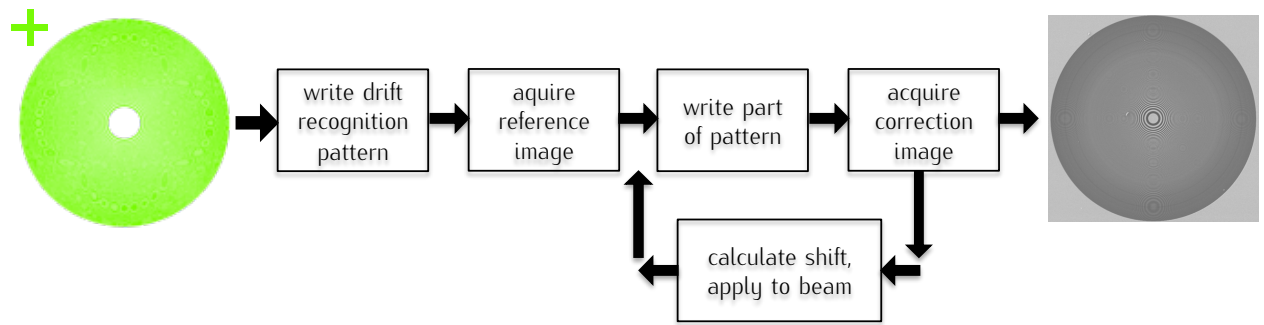 write drift
recognition
pattern
aquire
reference
image
write part
of pattern
acquire
correction
image
calculate shift,
apply to beam